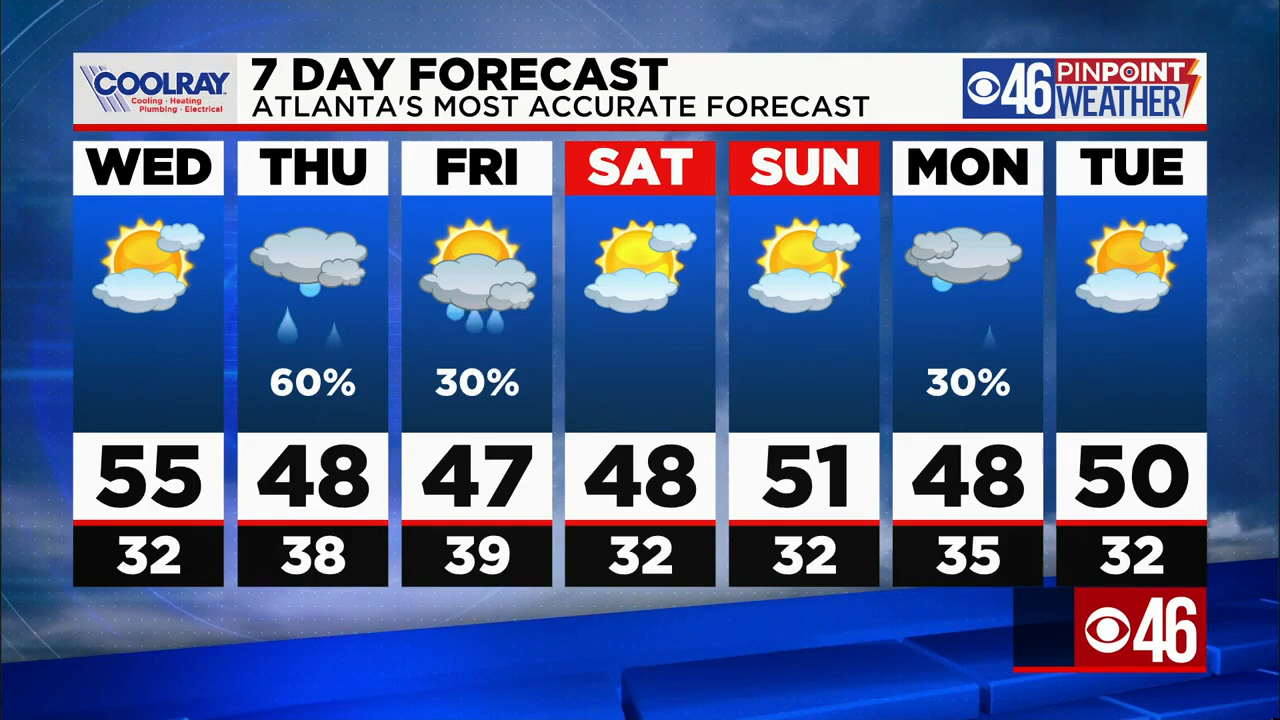 COOLRAY
Cooling · Heating
Plumbing · Electrical
7 DAY FORECAST
ATLANTA'S MOST ACCURATE FORECAST
46 PINPOINT
WEATHER
WED THU FRI SAT SUN MON TUE
60% 30% 30%
55 48 47 48 51 48 50
32 38 39 32 32 35 32
46